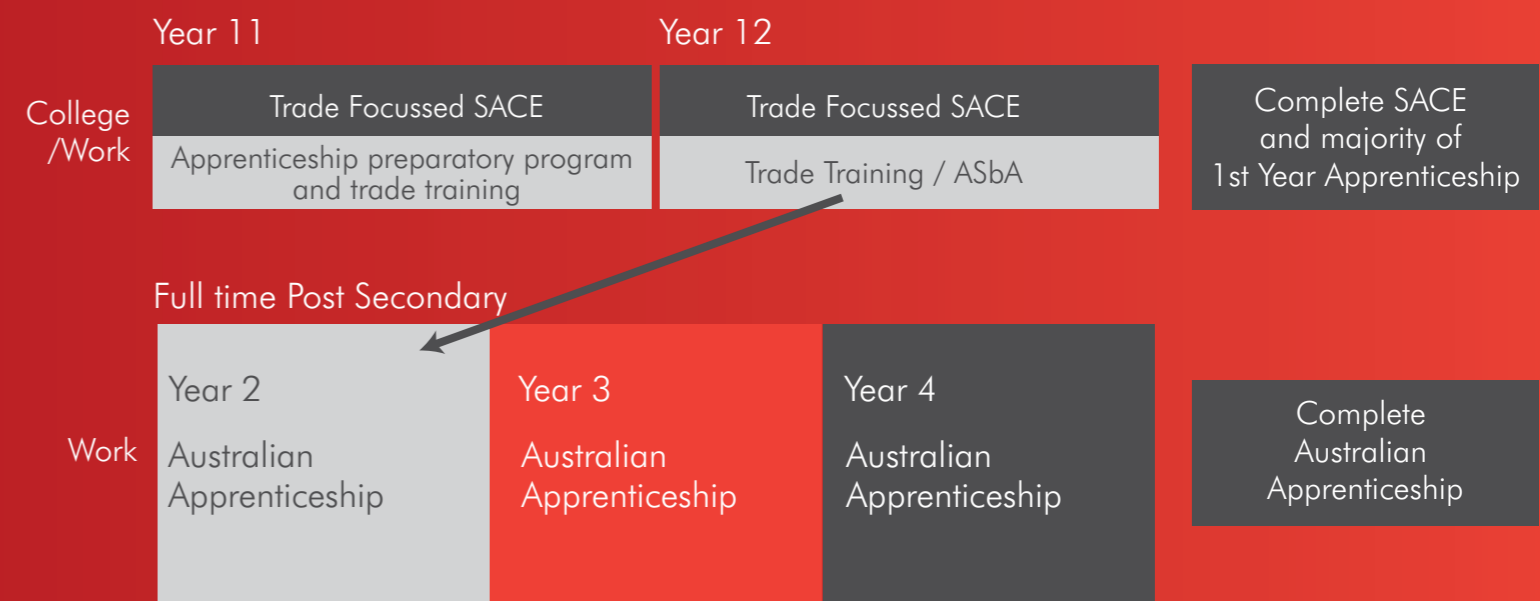 Year 11
Year 12
College
/Work
Trade Focussed SACE
Apprenticeship preparatory program
and trade training
Trade Focussed SACE
Trade Training / ASbA
Complete SACE
and majority of
1st Year Apprenticeship
Full time Post Secondary
Work
Year 2
Australian
Apprenticeship
Year 3
Australian
Apprenticeship
Year 4
Australian
Apprenticeship
Complete
Australian
Apprenticeship